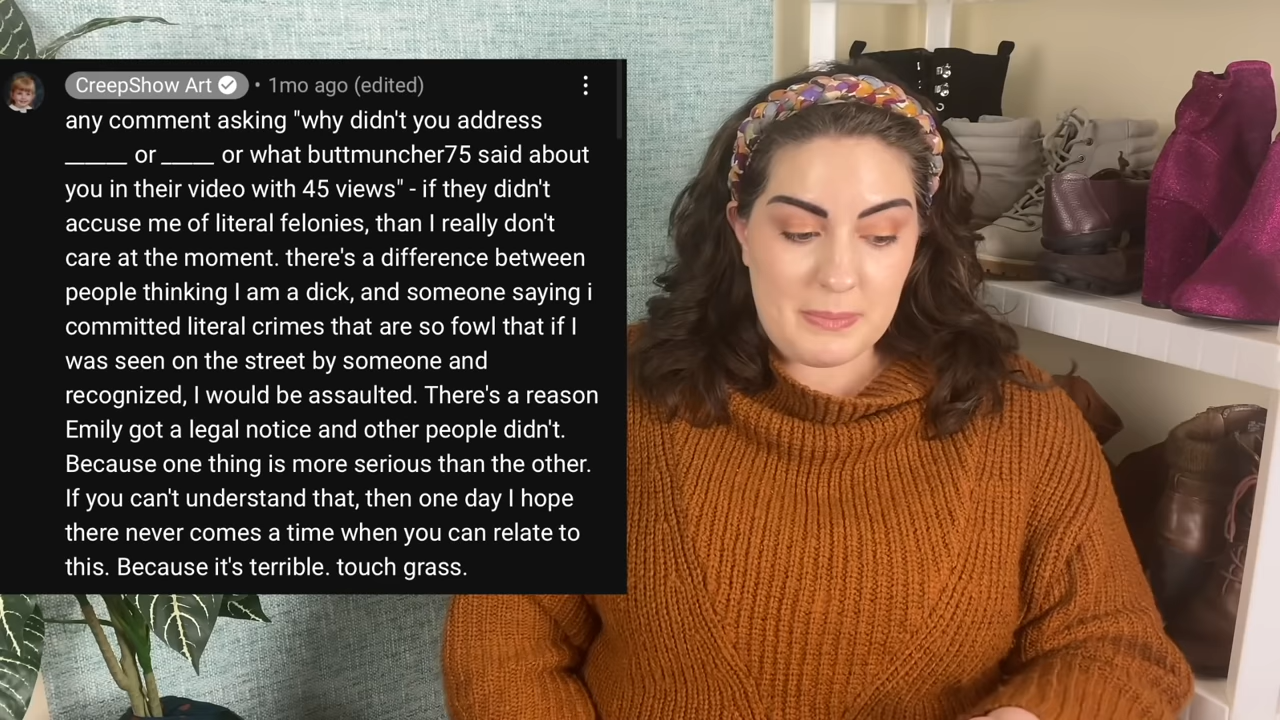 CreepShow Art • 1mo ago (edited)
any comment asking "why didn't you address
______ or _____ or what buttmuncher75 said about
you in their video with 45 views" - if they didn't
accuse me of literal felonies, than I really don't
care at the moment. there's a difference between
people thinking I am a dick, and someone saying i
committed literal crimes that are so fowl that if I
was seen on the street by someone and
recognized, I would be assaulted. There's a reason
Emily got a legal notice and other people didn't.
Because one thing is more serious than the other.
If you can't understand that, then one day I hope
there never comes a time when you can relate to
this. Because it's terrible. touch grass.